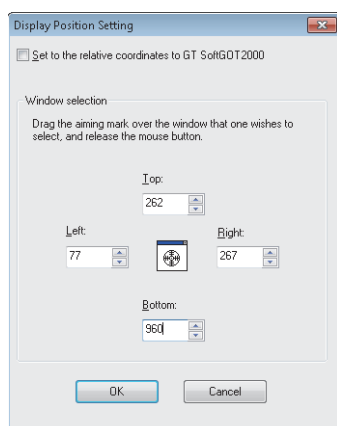 Display Position Setting
Set to the relative coordinates to GT SoftGOT2000
Window selection
Drag the aiming mark over the window that one wishes to
select, and release the mouse button.
Top:
262
Left:
Right:
77
267
Bottom:
960
OK
Cancel